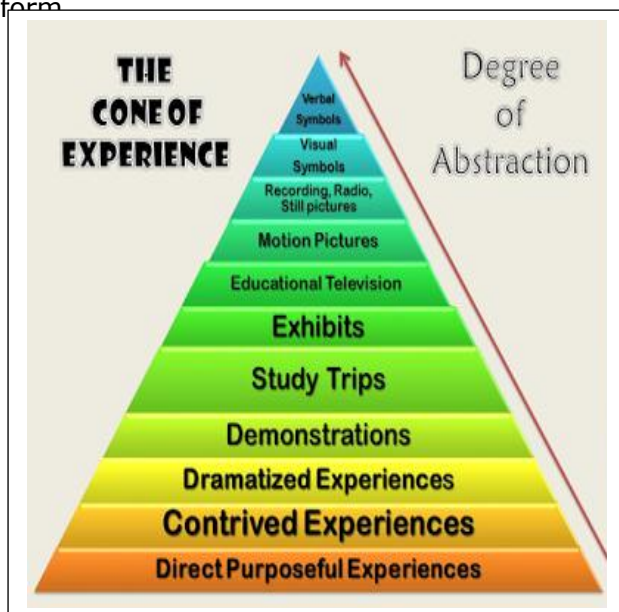 form
THE
CONE OF
EXPERIENCE
Degree
of
Abstraction
Verbal
Symbols
Visual
Symbols
Recording, Radio,
Still pictures
Motion Pictures
Educational Television
Exhibits
Study Trips
Demonstrations
Dramatized Experiences
Contrived Experiences
Direct Purposeful Experiences